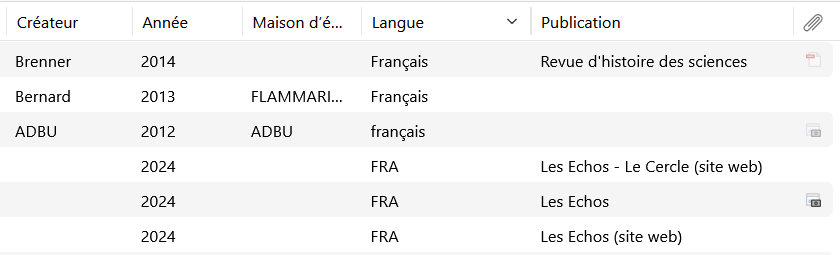 Créateur Année Maison d'é... Langue Publication
Brenner 2014 Français Revue d'histoire des sciences
Bernard 2013 FLAMMARI... Français
ADBU 2012 ADBU français
2024 FRA Les Echos - Le Cercle (site web)
2024 FRA Les Echos
2024 FRA Les Echos (site web)